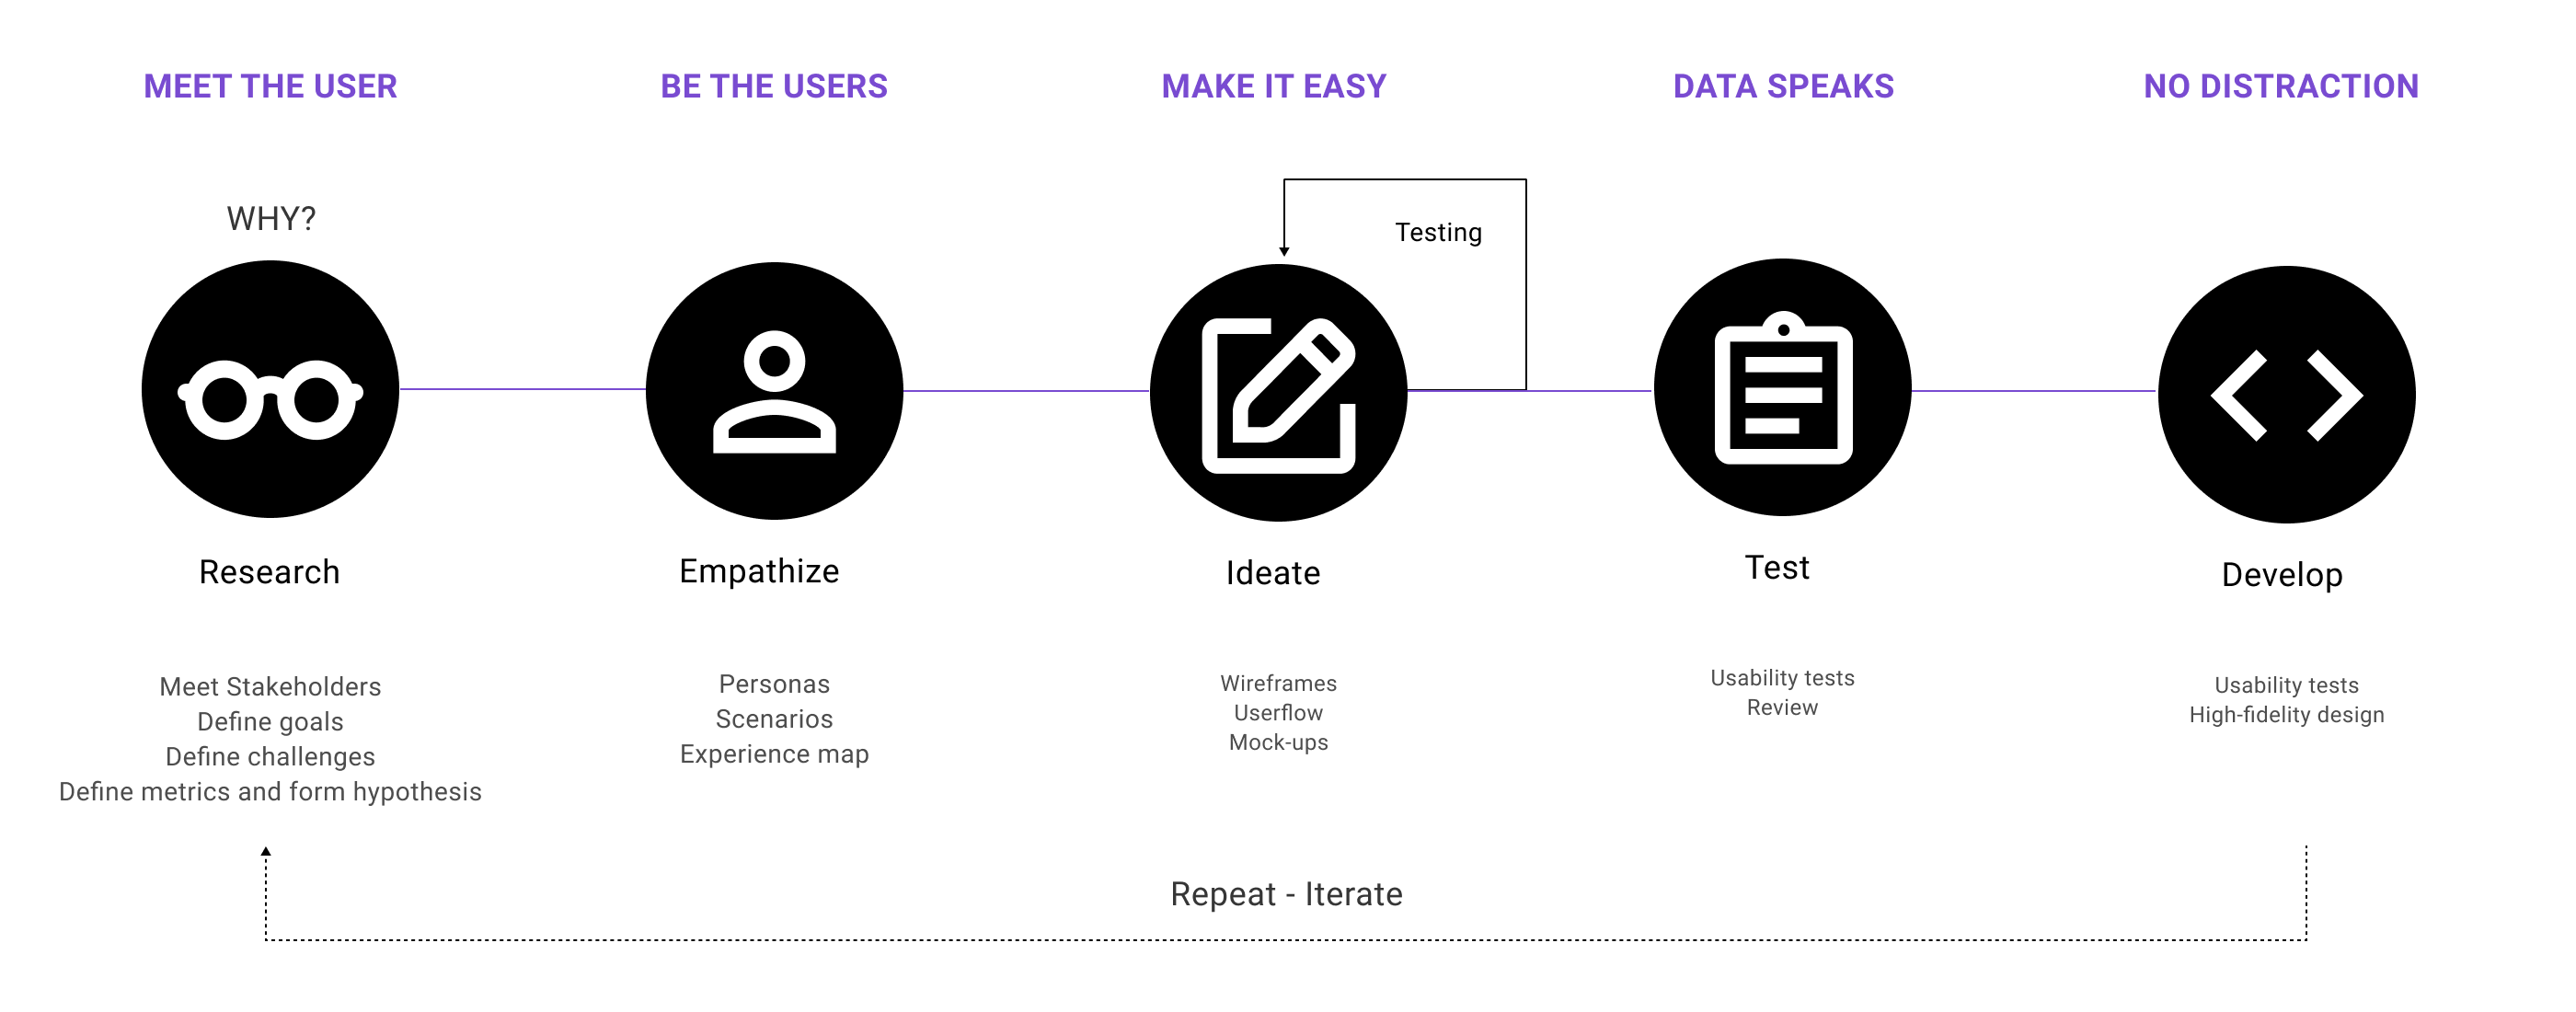 MEET THE USER
BE THE USERS
MAKE IT EASY
DATA SPEAKS
NO DISTRACTION
WHY?
Testing
Research
Empathize
Ideate
Test
Develop
Meet Stakeholders
Define goals
Define challenges
Define metrics and form hypothesis
Personas
Scenarios
Experience map
Wireframes
Userflow
Mock-ups
Usability tests
Review
Usability tests
High-fidelity design
Repeat - Iterate